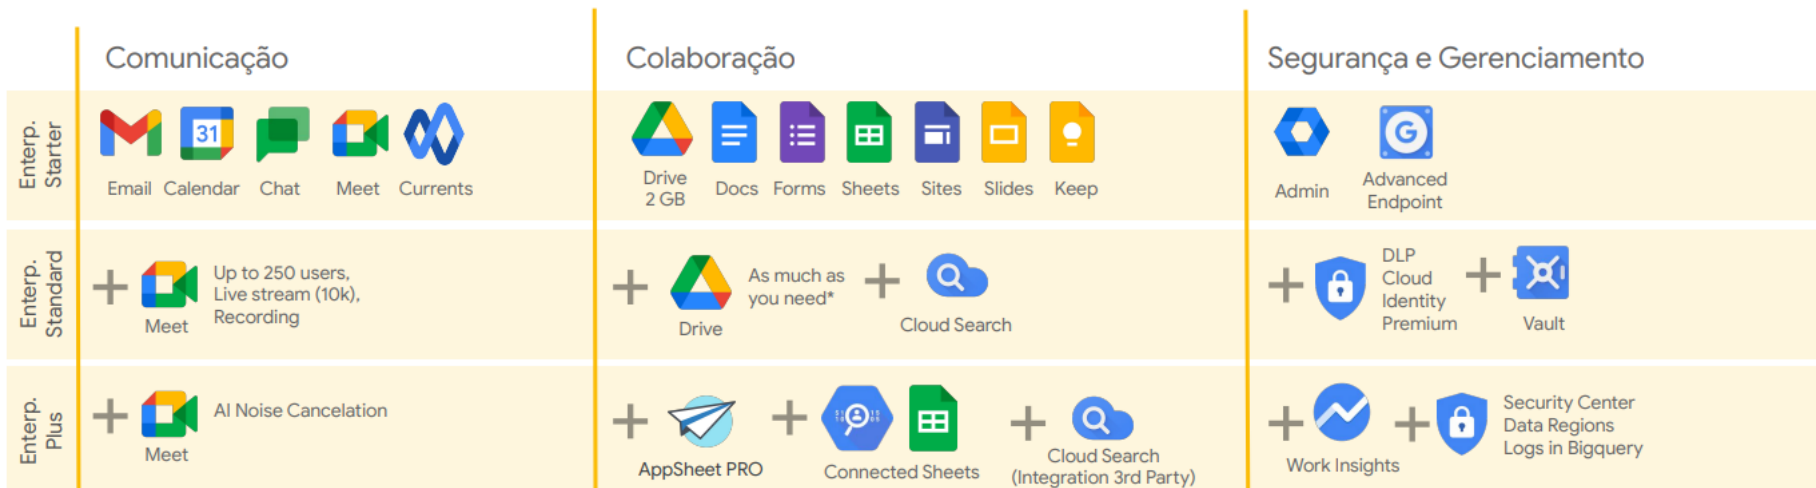 Comunicação
Colaboração
Segurança e Gerenciamento
Enterp.
Starter
31
Email Calendar Chat Meet Currents
Drive
2 GB
Docs Forms Sheets Sites Slides Keep
G
Admin
Advanced
Endpoint
Enterp.
Standard
Meet
Up to 250 users,
Live stream (10k),
Recording
Drive
As much as
you need*
Cloud Search
DLP
Cloud
Identity
Premium
Vault
Enterp.
Plus
Meet
AI Noise Cancelation
AppSheet PRO
Connected Sheets
Cloud Search
(Integration 3rd Party)
Work Insights
Security Center
Data Regions
Logs in Bigquery